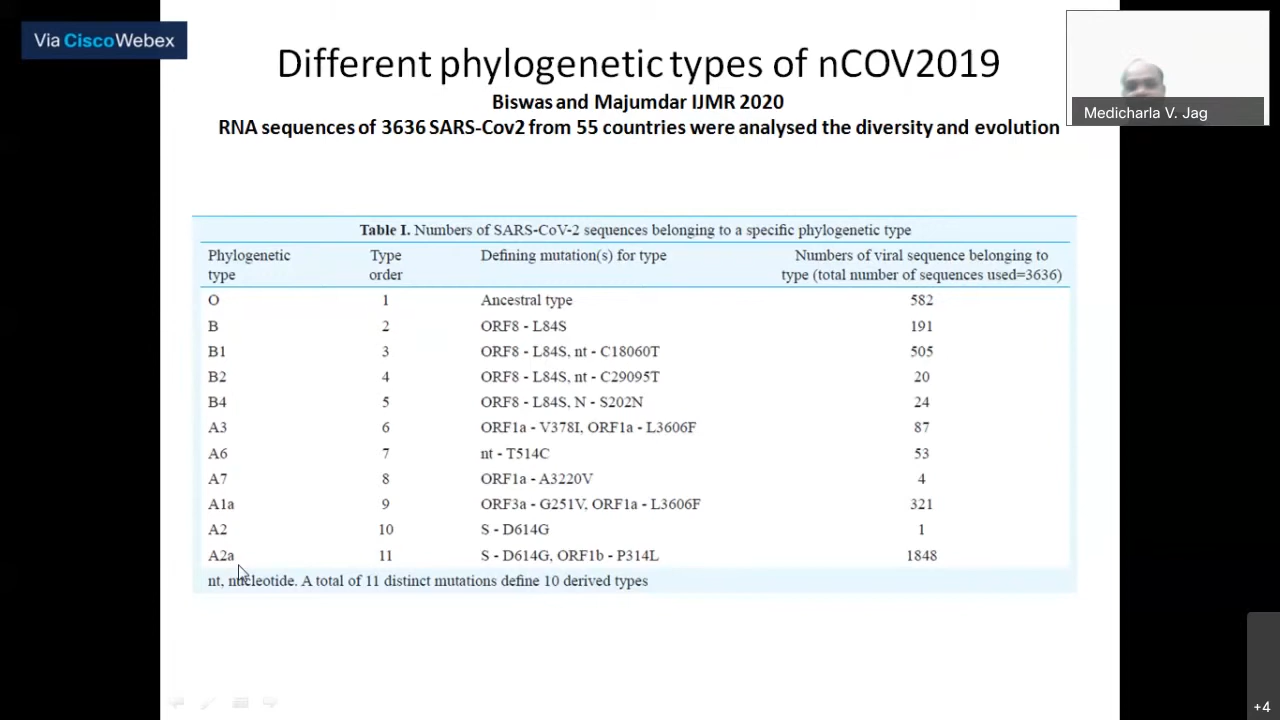 Via CiscoWebex
Different phylogenetic types of nCOV2019
Biswas and Majumdar IJMR 2020
RNA sequences of 3636 SARS-Cov2 from 55 countries were analysed the diversity and evolution
Medicharla V. Jag
Table I. Numbers of SARS-CoV-2 sequences belonging to a specific phylogenetic type
Phylogenetic type Type order Defining mutation(s) for type Numbers of viral sequence belonging to type (total number of sequences used=3636)
O 1 Ancestral type 582
B 2 ORF8 - L84S 191
B1 3 ORF8 - L84S, nt - C18060T 505
B2 4 ORF8 - L84S, nt - C29095T 20
B4 5 ORF8 - L84S, N - S202N 24
A3 6 ORF1a - V378I, ORF1a - L3606F 87
A6 7 nt - T514C 53
A7 8 ORF1a - A3220V 4
A1a 9 ORF3a - G251V, ORF1a - L3606F 321
A2 10 S - D614G 1
A2a 11 S - D614G, ORF1b - P314L 1848
nt, nucleotide. A total of 11 distinct mutations define 10 derived types
+4